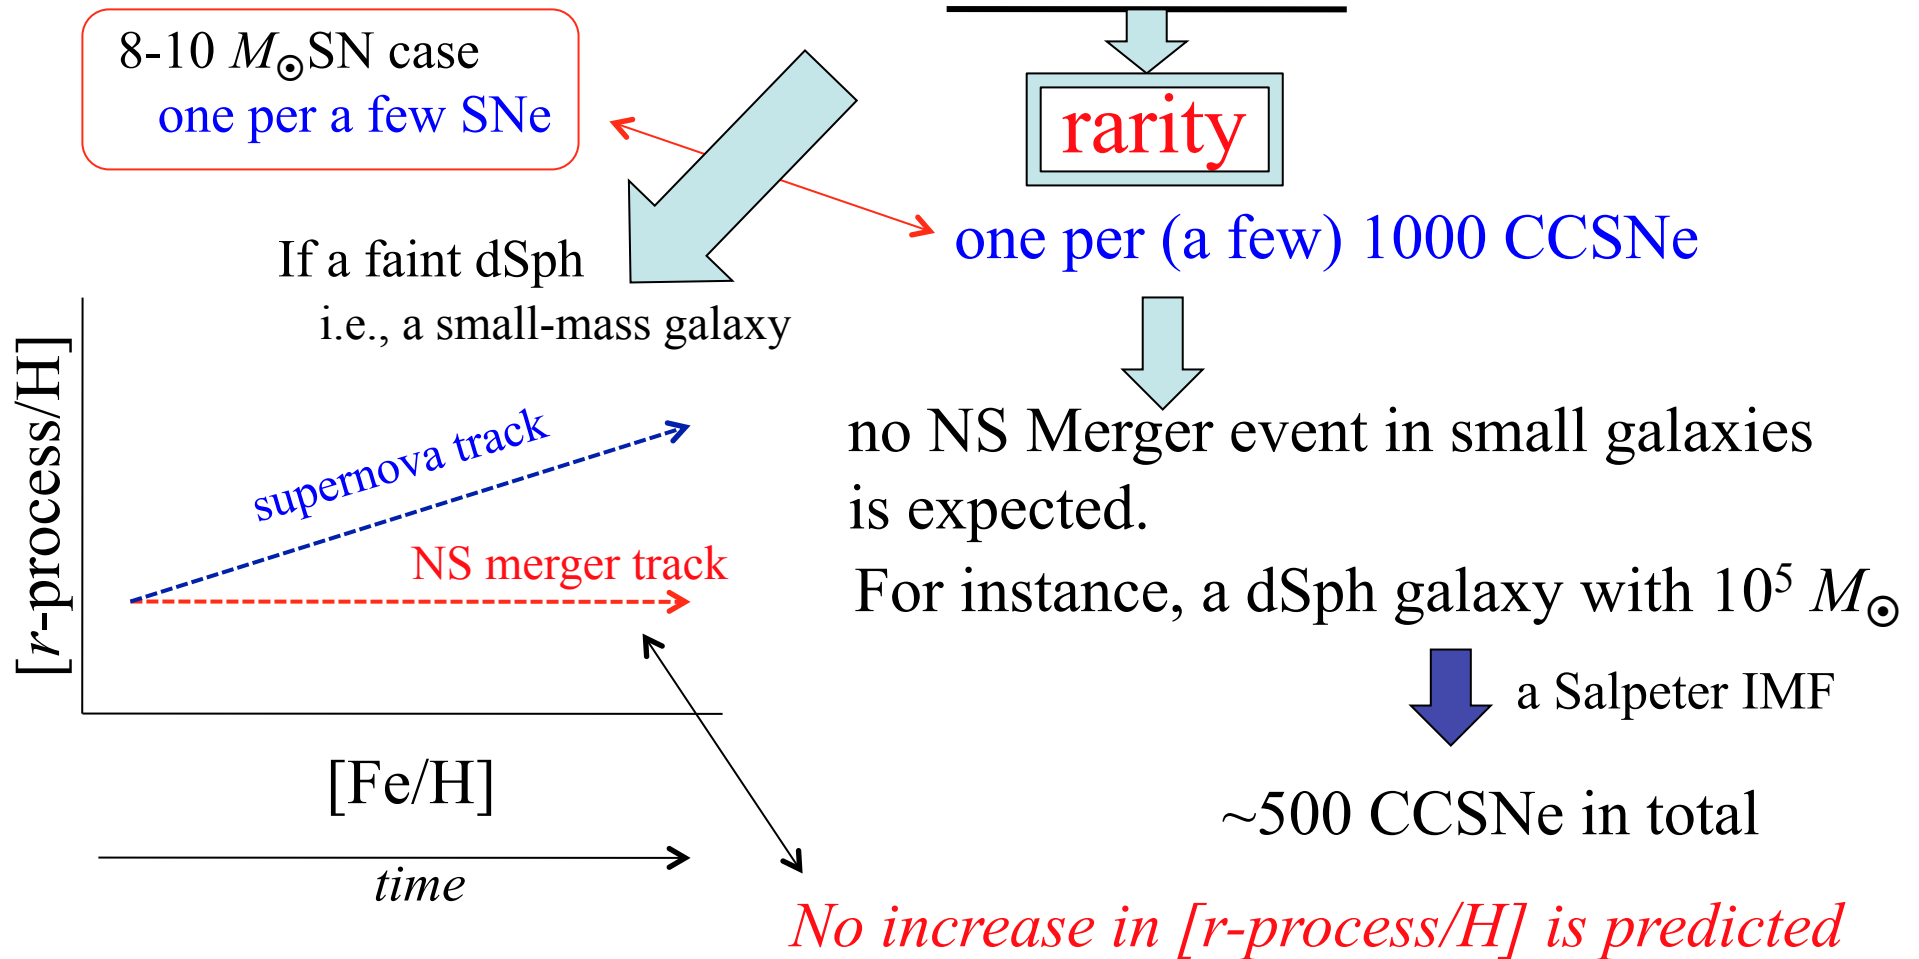 8-10 M☉SN case
one per a few SNe
rarity
one per (a few) 1000 CCSNe
If a faint dSph
i.e., a small-mass galaxy
[r-process/H]
supernova track
NS merger track
[Fe/H]
time
no NS Merger event in small galaxies
is expected.
For instance, a dSph galaxy with 10⁵ M☉
a Salpeter IMF
~500 CCSNe in total
No increase in [r-process/H] is predicted